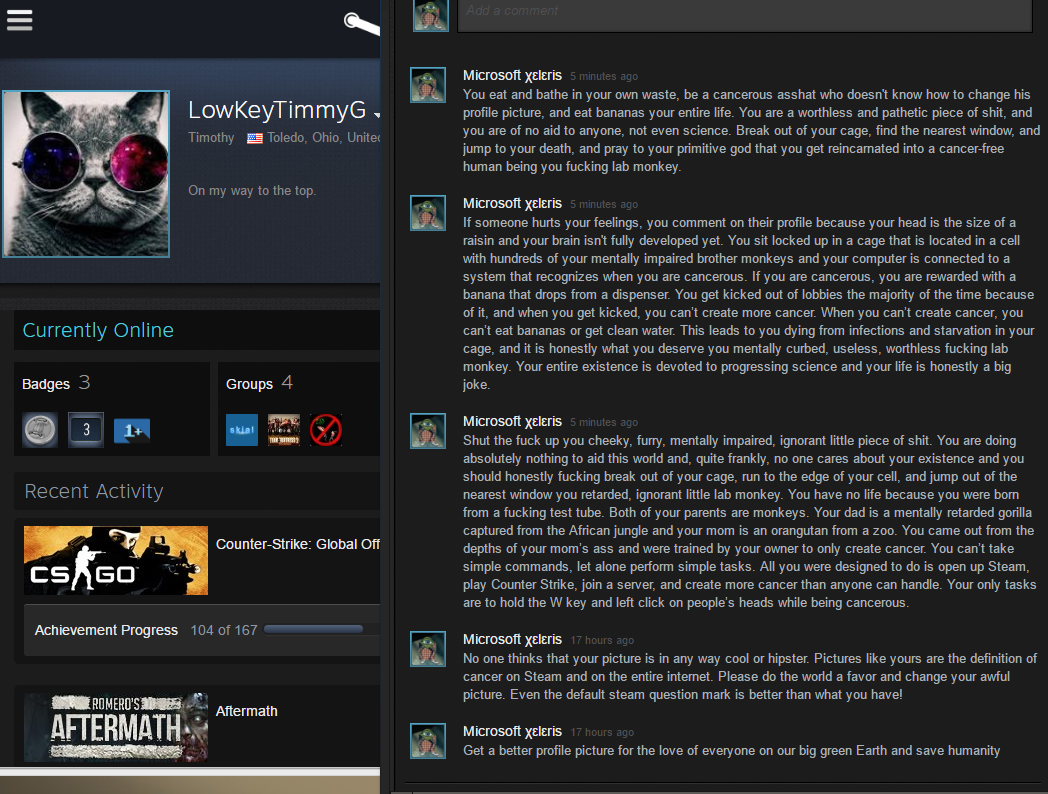 LowKeyTimmyG
Timothy Toledo, Ohio, United
On my way to the top.
Currently Online
Badges 3
Groups 4
3
1+
skial
TEAM FORTRESS 2
Recent Activity
CS GO
Counter-Strike: Global Off
Achievement Progress 104 of 167
ROMERO'S
AFTERMATH
Aftermath
Add a comment
Microsoft χεlεris 5 minutes ago
You eat and bathe in your own waste, be a cancerous asshat who doesn't know how to change his
profile picture, and eat bananas your entire life. You are a worthless and pathetic piece of shit, and
you are of no aid to anyone, not even science. Break out of your cage, find the nearest window, and
jump to your death, and pray to your primitive god that you get reincarnated into a cancer-free
human being you fucking lab monkey.
Microsoft χεlεris 5 minutes ago
If someone hurts your feelings, you comment on their profile because your head is the size of a
raisin and your brain isn't fully developed yet. You sit locked up in a cage that is located in a cell
with hundreds of your mentally impaired brother monkeys and your computer is connected to a
system that recognizes when you are cancerous. If you are cancerous, you are rewarded with a
banana that drops from a dispenser. You get kicked out of lobbies the majority of the time because
of it, and when you get kicked, you can't create more cancer. When you can't create cancer, you
can't eat bananas or get clean water. This leads to you dying from infections and starvation in your
cage, and it is honestly what you deserve you mentally curbed, useless, worthless fucking lab
monkey. Your entire existence is devoted to progressing science and your life is honestly a big
joke.
Microsoft χεlεris 5 minutes ago
Shut the fuck up you cheeky, furry, mentally impaired, ignorant little piece of shit. You are doing
absolutely nothing to aid this world and, quite frankly, no one cares about your existence and you
should honestly fucking break out of your cage, run to the edge of your cell, and jump out of the
nearest window you retarded, ignorant little lab monkey. You have no life because you were born
from a fucking test tube. Both of your parents are monkeys. Your dad is a mentally retarded gorilla
captured from the African jungle and your mom is an orangutan from a zoo. You came out from the
depths of your mom's ass and were trained by your owner to only create cancer. You can't take
simple commands, let alone perform simple tasks. All you were designed to do is open up Steam,
play Counter Strike, join a server, and create more cancer than anyone can handle. Your only tasks
are to hold the W key and left click on people's heads while being cancerous.
Microsoft χεlεris 17 hours ago
No one thinks that your picture is in any way cool or hipster. Pictures like yours are the definition of
cancer on Steam and on the entire internet. Please do the world a favor and change your awful
picture. Even the default steam question mark is better than what you have!
Microsoft χεlεris 17 hours ago
Get a better profile picture for the love of everyone on our big green Earth and save humanity